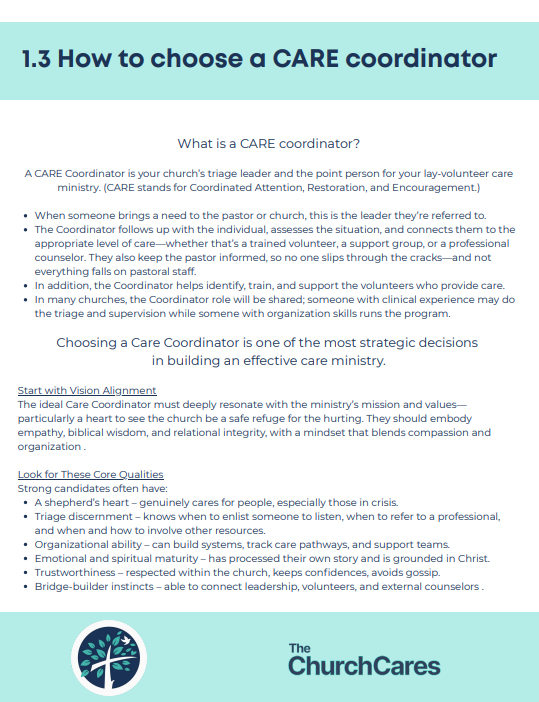 1.3 How to choose a CARE coordinator
What is a CARE coordinator?
A CARE Coordinator is your church's triage leader and the point person for your lay-volunteer care
ministry. (CARE stands for Coordinated Attention, Restoration, and Encouragement.)
• When someone brings a need to the pastor or church, this is the leader they're referred to.
• The Coordinator follows up with the individual, assesses the situation, and connects them to the
appropriate level of care—whether that's a trained volunteer, a support group, or a professional
counselor. They also keep the pastor informed, so no one slips through the cracks—and not
everything falls on pastoral staff.
• In addition, the Coordinator helps identify, train, and support the volunteers who provide care.
• In many churches, the Coordinator role will be shared; someone with clinical experience may do
the triage and supervision while somene with organization skills runs the program.
Choosing a Care Coordinator is one of the most strategic decisions
in building an effective care ministry.
Start with Vision Alignment
The ideal Care Coordinator must deeply resonate with the ministry's mission and values—
particularly a heart to see the church be a safe refuge for the hurting. They should embody
empathy, biblical wisdom, and relational integrity, with a mindset that blends compassion and
organization .
Look for These Core Qualities
Strong candidates often have:
• A shepherd's heart – genuinely cares for people, especially those in crisis.
• Triage discernment – knows when to enlist someone to listen, when to refer to a professional,
and when and how to involve other resources.
• Organizational ability – can build systems, track care pathways, and support teams.
• Emotional and spiritual maturity – has processed their own story and is grounded in Christ.
• Trustworthiness – respected within the church, keeps confidences, avoids gossip.
• Bridge-builder instincts – able to connect leadership, volunteers, and external counselors .
The
ChurchCares